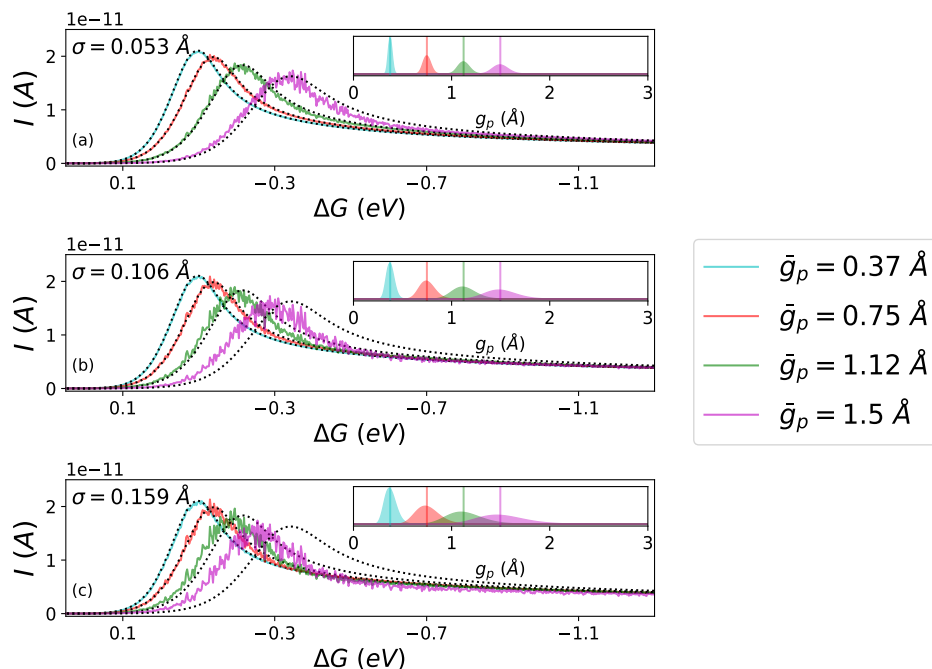 1e−11
σ = 0.053 Å
I (A)
2
1
0
(a)
0 1 2 3
g_p (Å)
0.1 −0.3 −0.7 −1.1
ΔG (eV)
1e−11
σ = 0.106 Å
I (A)
2
1
0
(b)
0 1 2 3
g_p (Å)
0.1 −0.3 −0.7 −1.1
ΔG (eV)
ḡ_p = 0.37 Å
ḡ_p = 0.75 Å
ḡ_p = 1.12 Å
ḡ_p = 1.5 Å
1e−11
σ = 0.159 Å
I (A)
2
1
0
(c)
0 1 2 3
g_p (Å)
0.1 −0.3 −0.7 −1.1
ΔG (eV)